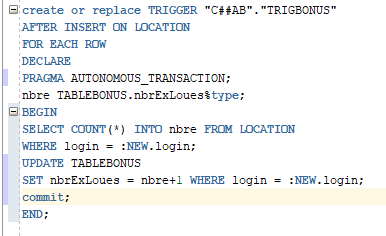 create or replace TRIGGER "C##AB"."TRIGBONUS"
AFTER INSERT ON LOCATION
FOR EACH ROW
DECLARE
PRAGMA AUTONOMOUS_TRANSACTION;
nbre TABLEBONUS.nbrExLoues%type;
BEGIN
SELECT COUNT(*) INTO nbre FROM LOCATION
WHERE login = :NEW.login;
UPDATE TABLEBONUS
SET nbrExLoues = nbre+1 WHERE login = :NEW.login;
commit;
END;